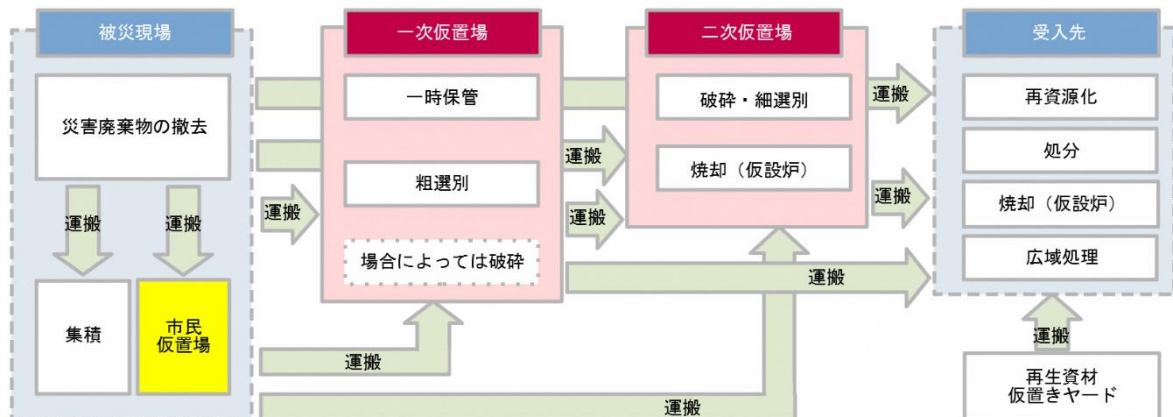 被災現場
災害廃棄物の撤去
運搬
運搬
集積
市民
仮置場
運搬
一次仮置場
一時保管
粗選別
場合によっては破砕
運搬
運搬
運搬
運搬
運搬
二次仮置場
破砕・細選別
焼却（仮設炉）
運搬
運搬
運搬
受入先
再資源化
処分
焼却（仮設炉）
広域処理
運搬
再生資材
仮置きヤード